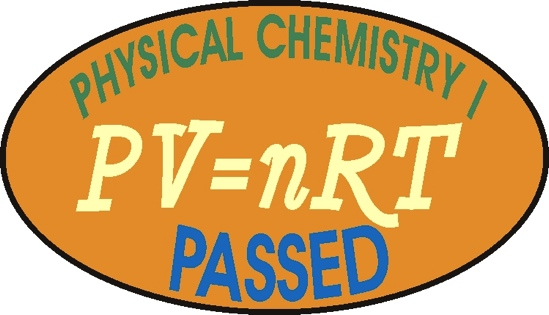 PHYSICAL CHEMISTRY I
PV=nRT
PASSED